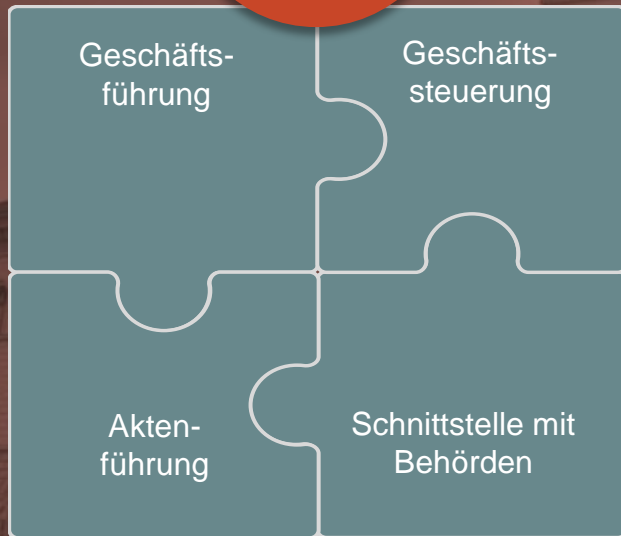 Geschäfts-
führung
Geschäfts-
steuerung
Akten-
führung
Schnittstelle mit
Behörden